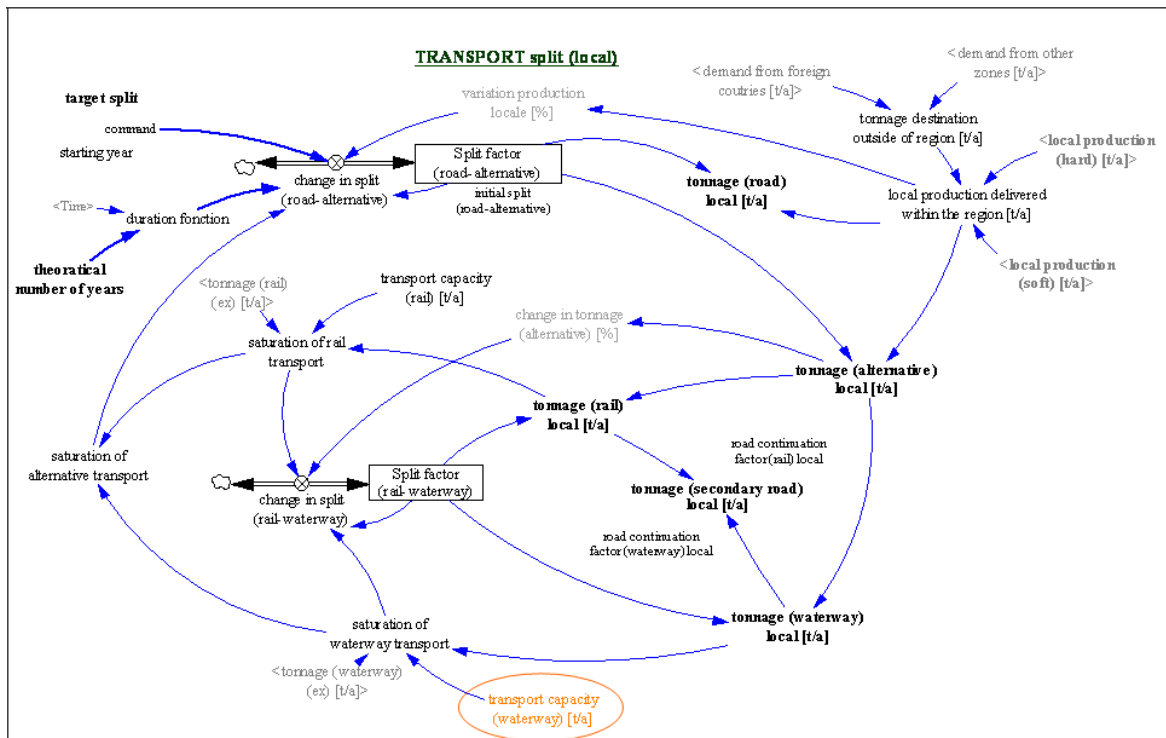 TRANSPORT split (local)
< demand from other
zones [t/a]>
< demand from foreign
coutries [t/a]>
target split
variation production
locale [%]
command
tonnage destination
outside of region [t/a]
starting year
Split factor
(road-alternative)
<local production
(hard) [t/a]>
change in split
(road- alternative)
initial split
(road-alternative)
tonnage (road)
local [t/a]
local production delivered
within the region [t/a]
<Time>
duration fonction
theoratical
number of years
<tonnage (rail)
(ex) [t/a]>
transport capacity
(rail) [t/a]
<local production
(soft) [t/a]>
change in tonnage
(alternative) [%]
saturation of rail
transport
tonnage (alternative)
local [t/a]
tonnage (rail)
local [t/a]
road continuation
factor(rail) local
saturation of
alternative transport
Split factor
(rail-waterway)
change in split
(rail-waterway)
tonnage (secondary road)
local [t/a]
road continuation
factor(waterway) local
tonnage (waterway)
local [t/a]
saturation of
waterway transport
<tonnage (waterway)
(ex) [t/a]>
transport capacity
(waterway) [t/a]